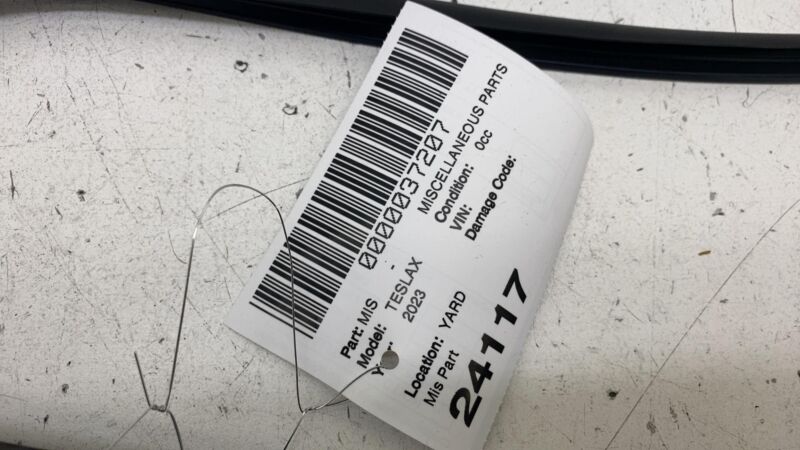 0000037207
MISCELLANEOUS PARTS
Part: MIS - Condition: 0cc
Model: TESLAX VIN:
2023 Damage Code:
Location: YARD
Mis Part
24117